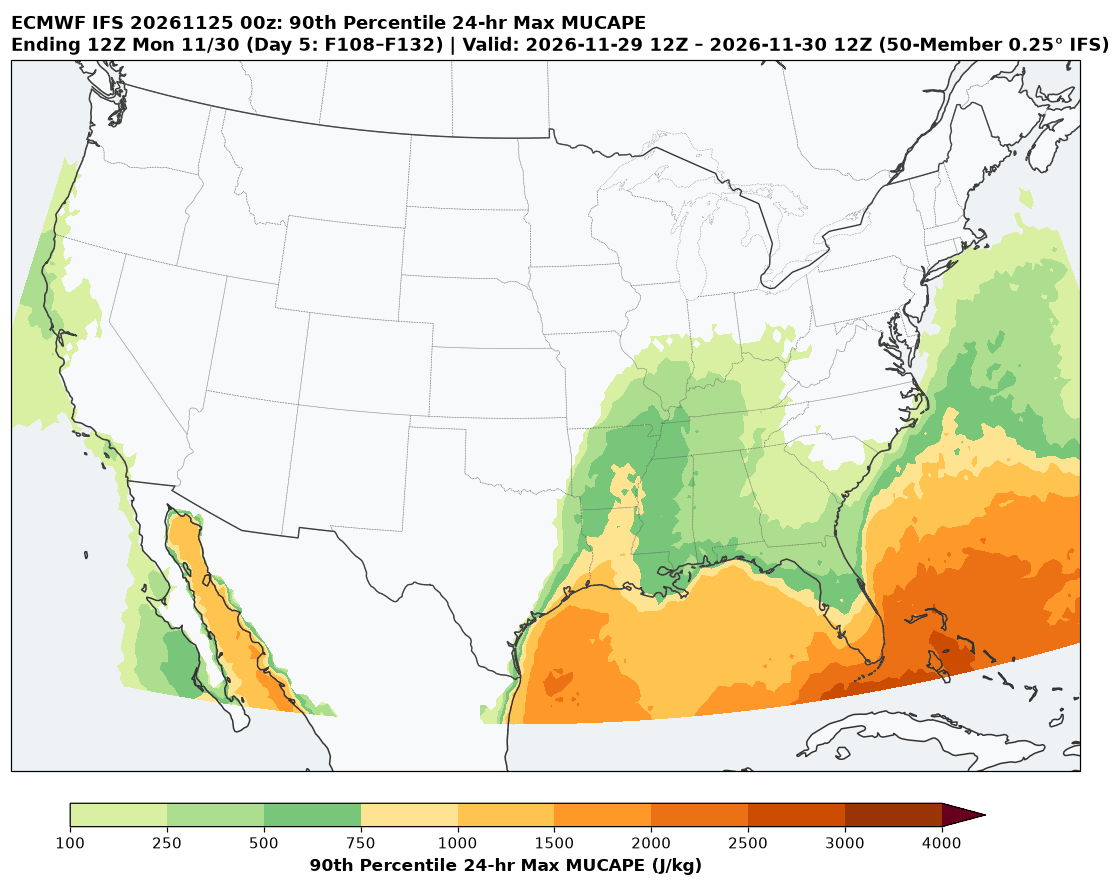 ECMWF IFS 20261125 00z: 90th Percentile 24-hr Max MUCAPE
Ending 12Z Mon 11/30 (Day 5: F108–F132) | Valid: 2026-11-29 12Z – 2026-11-30 12Z (50-Member 0.25° IFS)
100 250 500 750 1000 1500 2000 2500 3000 4000
90th Percentile 24-hr Max MUCAPE (J/kg)